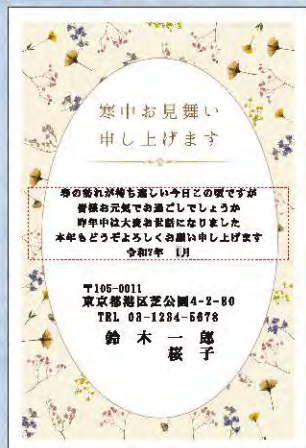 寒中お見舞い
申し上げます
春の訪れが待ち遠しい今日この頃ですが
皆様お元気でお過ごしでしょうか
昨年中は大変お世話になりました
本年もどうぞよろしくお願い申し上げます
令和7年 1月
〒105-0011
東京都港区芝公園4-2-80
TEL 03-1234-5678
鈴木一郎
桜子